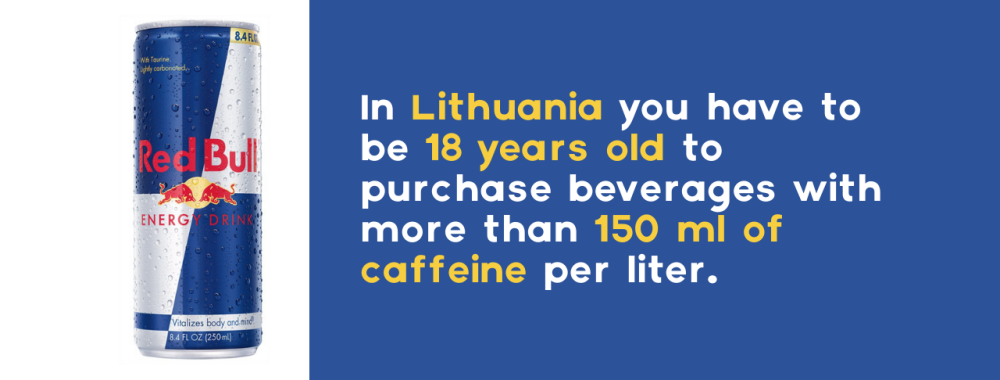 8.4 FL
With Taurine.
Lightly carbonated.
Red Bull
ENERGY DRINK
Vitalizes body and mind®
8.4 FL OZ (250 ml)
In Lithuania you have to
be 18 years old to
purchase beverages with
more than 150 ml of
caffeine per liter.